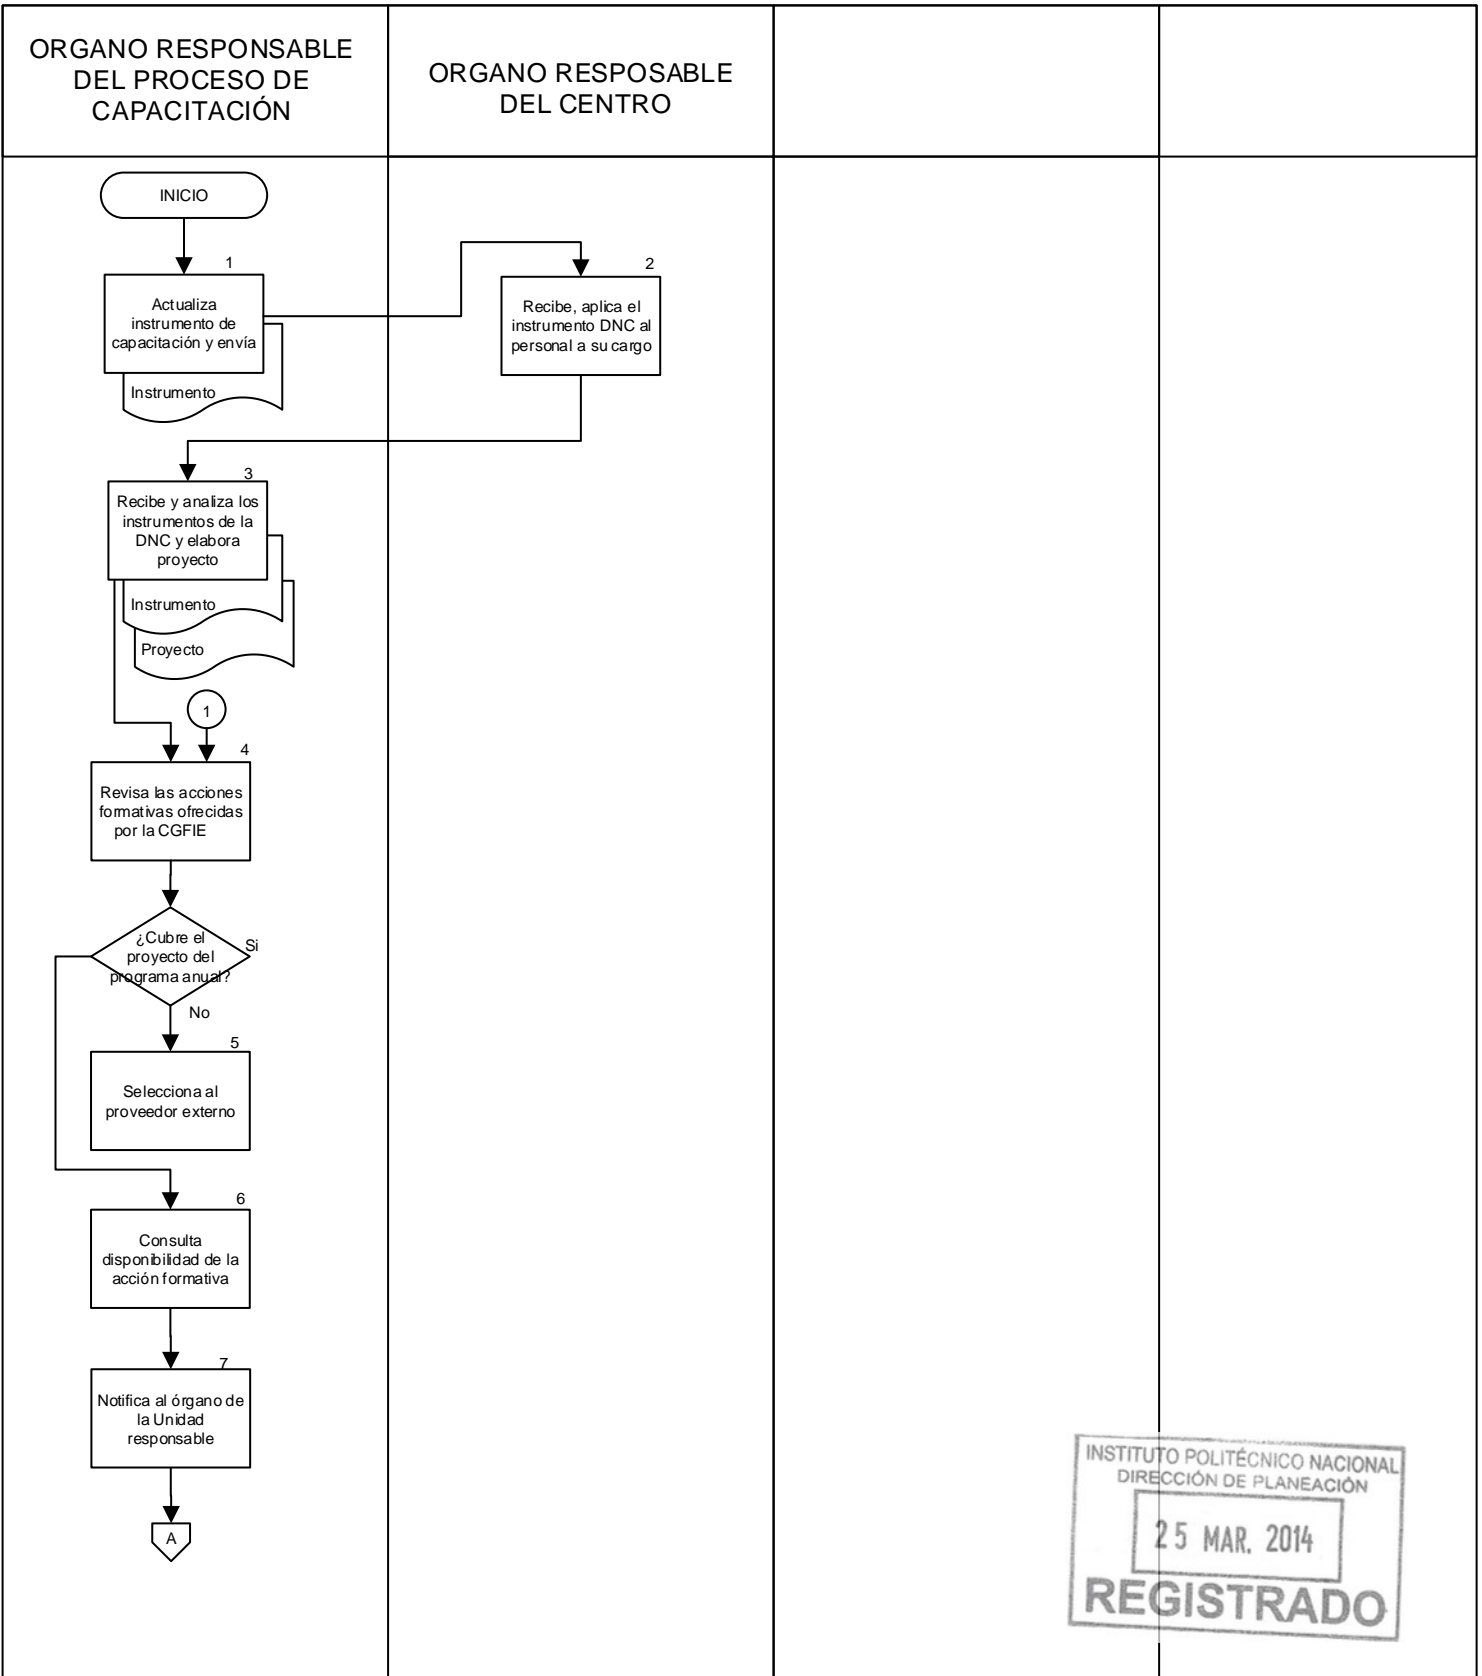 ORGANO RESPONSABLE
DEL PROCESO DE
CAPACITACIÓN
ORGANO RESPOSABLE
DEL CENTRO
INICIO
1
Actualiza
instrumento de
capacitación y envía
Instrumento
2
Recibe, aplica el
instrumento DNC al
personal a su cargo
3
Recibe y analiza los
instrumentos de la
DNC y elabora
proyecto
Instrumento
Proyecto
1
4
Revisa las acciones
formativas ofrecidas
por la CGFIE
¿Cubre el
proyecto del
programa anual?
Si
No
5
Selecciona al
proveedor externo
6
Consulta
disponibilidad de la
acción formativa
7
Notifica al órgano de
la Unidad
responsable
A
INSTITUTO POLITÉCNICO NACIONAL
DIRECCIÓN DE PLANEACIÓN
25 MAR. 2014
REGISTRADO